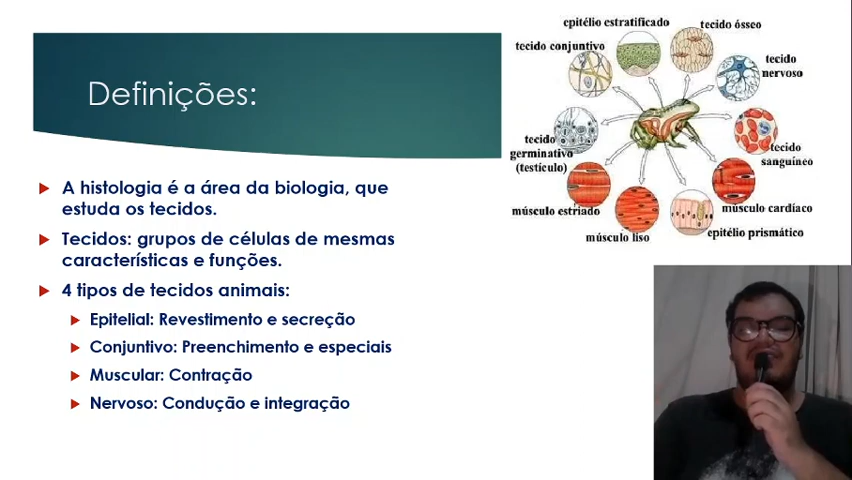 Definições:
A histologia é a área da biologia, que
estuda os tecidos.
Tecidos: grupos de células de mesmas
características e funções.
4 tipos de tecidos animais:
Epitelial: Revestimento e secreção
Conjuntivo: Preenchimento e especiais
Muscular: Contração
Nervoso: Condução e integração
epitélio estratificado
tecido ósseo
tecido conjuntivo
tecido
nervoso
tecido
germinativo
(testículo)
tecido
sanguíneo
músculo estriado
músculo cardíaco
músculo liso
epitélio prismático